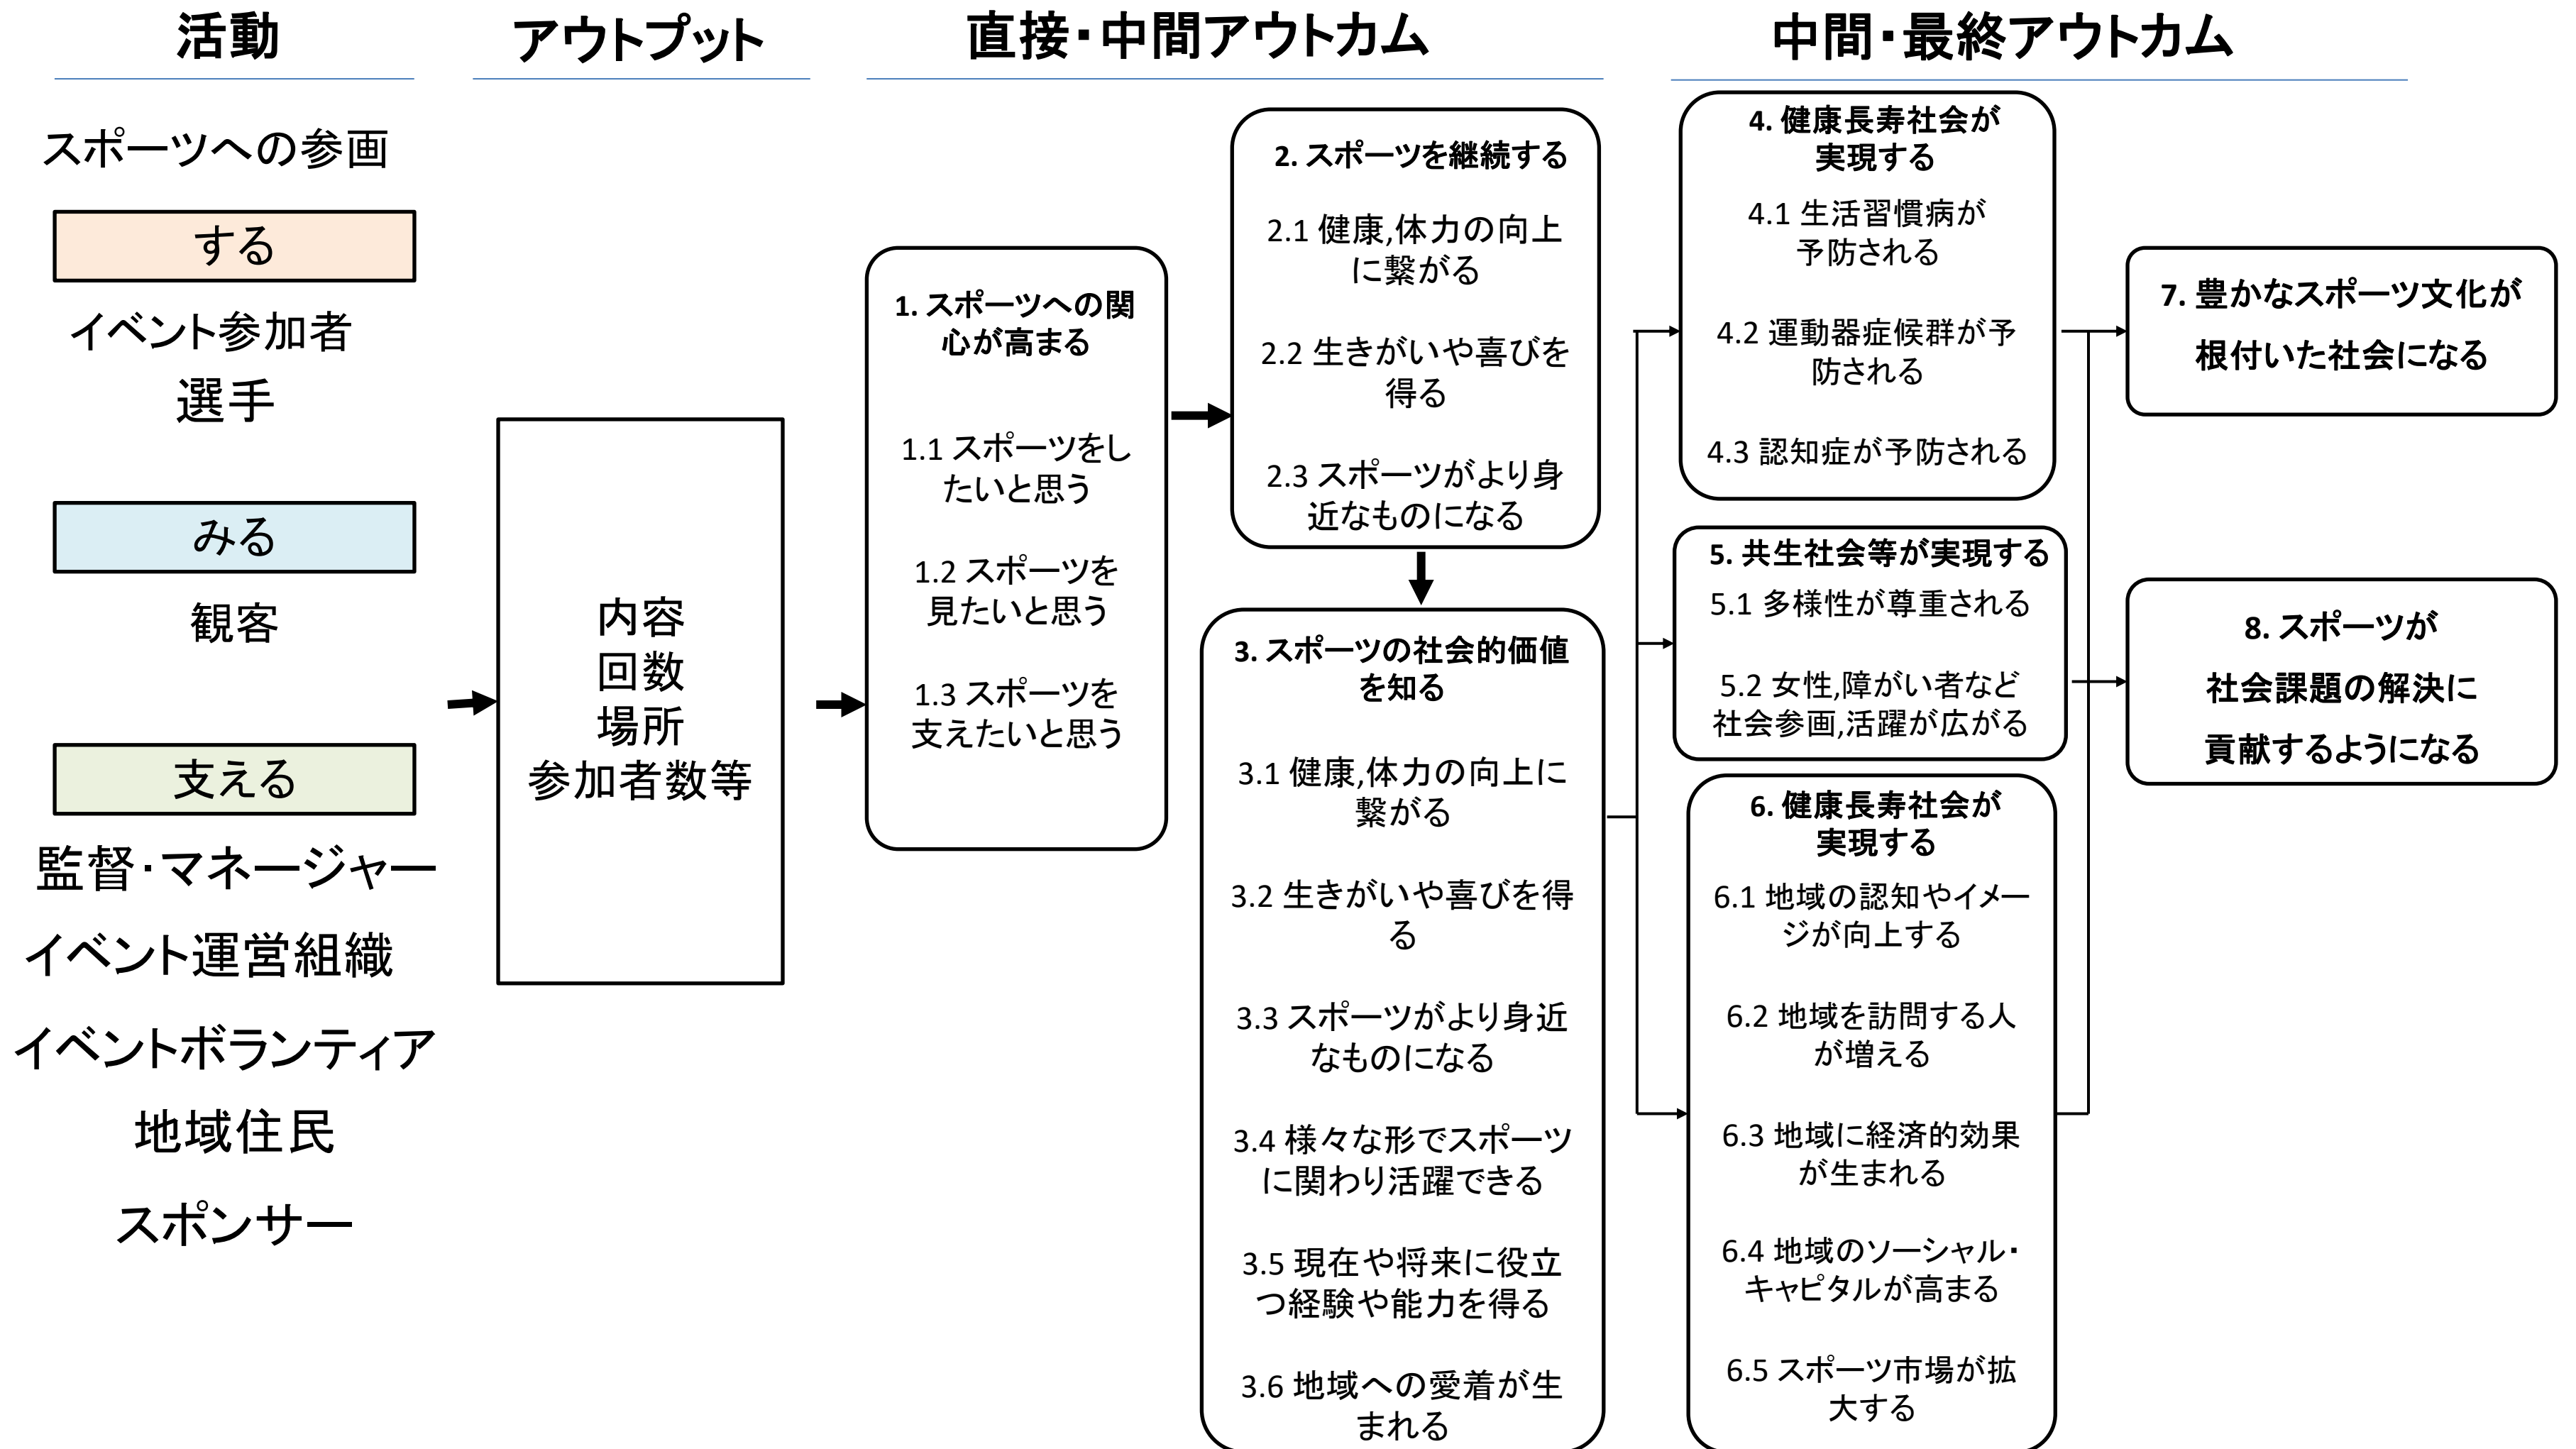 活動
アウトプット
直接・中間アウトカム
中間・最終アウトカム
スポーツへの参画
する
イベント参加者
選手
みる
観客
支える
監督・マネージャー
イベント運営組織
イベントボランティア
地域住民
スポンサー
内容
回数
場所
参加者数等
1. スポーツへの関
心が高まる
1.1 スポーツをし
たいと思う
1.2 スポーツを
見たいと思う
1.3 スポーツを
支えたいと思う
2. スポーツを継続する
2.1 健康,体力の向上
に繋がる
2.2 生きがいや喜びを
得る
2.3 スポーツがより身
近なものになる
3. スポーツの社会的価値
を知る
3.1 健康,体力の向上に
繋がる
3.2 生きがいや喜びを得
る
3.3 スポーツがより身近
なものになる
3.4 様々な形でスポーツ
に関わり活躍できる
3.5 現在や将来に役立
つ経験や能力を得る
3.6 地域への愛着が生
まれる
4. 健康長寿社会が
実現する
4.1 生活習慣病が
予防される
4.2 運動器症候群が予
防される
4.3 認知症が予防される
5. 共生社会等が実現する
5.1 多様性が尊重される
5.2 女性,障がい者など
社会参画,活躍が広がる
6. 健康長寿社会が
実現する
6.1 地域の認知やイメー
ジが向上する
6.2 地域を訪問する人
が増える
6.3 地域に経済的効果
が生まれる
6.4 地域のソーシャル・
キャピタルが高まる
6.5 スポーツ市場が拡
大する
7. 豊かなスポーツ文化が
根付いた社会になる
8. スポーツが
社会課題の解決に
貢献するようになる